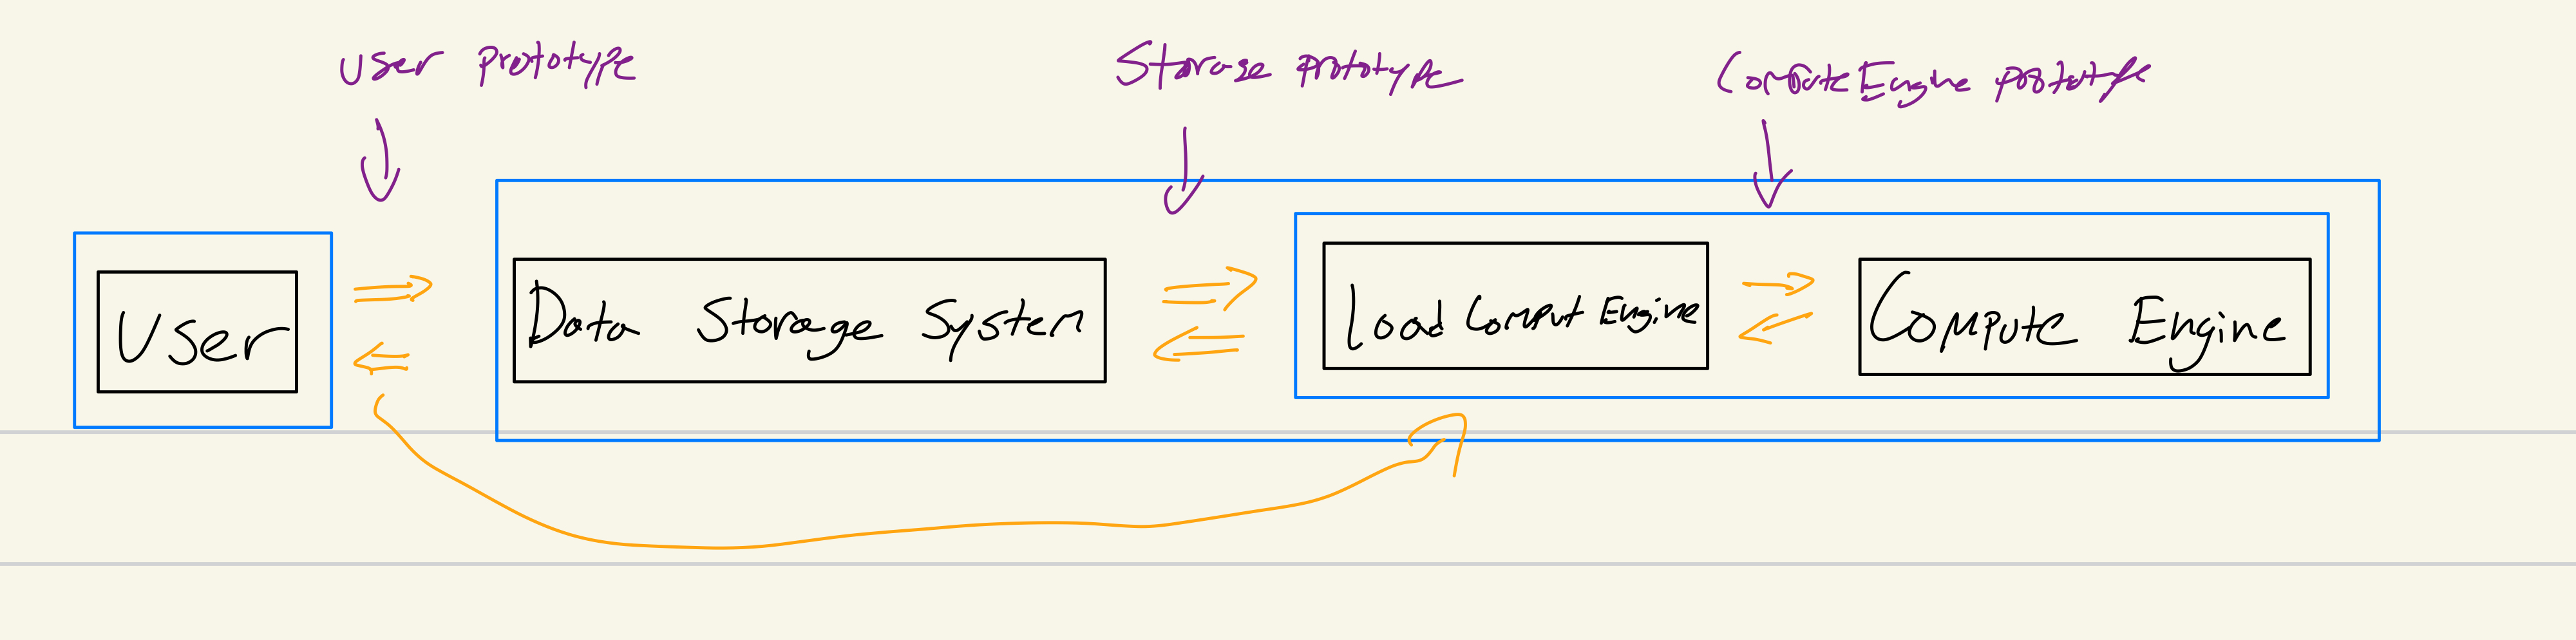 User prototype
Storage prototype
Compute Engine prototype
User
Data Storage System
Load Comput Engine
Compute Engine